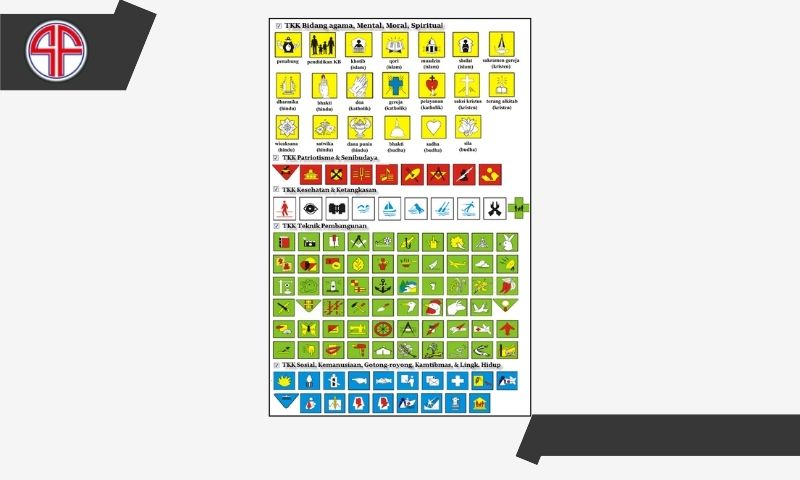 TKK Bidang agama, Mental, Moral, Spiritual
penabung pendidikan KB khotib (islam) qori (islam) muadzin (islam) sholat (islam) sakramen gereja (kristen)
dharmika (hindu) bhakti (hindu) doa (katholik) gereja (katholik) pelayanan (katholik) saksi kristus (kristen) terang alkitab (kristen)
wicaksana (hindu) satwika (hindu) dana punia (hindu) bhakti (budha) sadha (budha) sila (budha)
TKK Patriotisme & Senibudaya
TKK Kesehatan & Ketangkasan
TKK Teknik Pembangunan
TKK Sosial, Kemanusiaan, Gotong-royong, Kamtibmas, & Lingk. Hidup